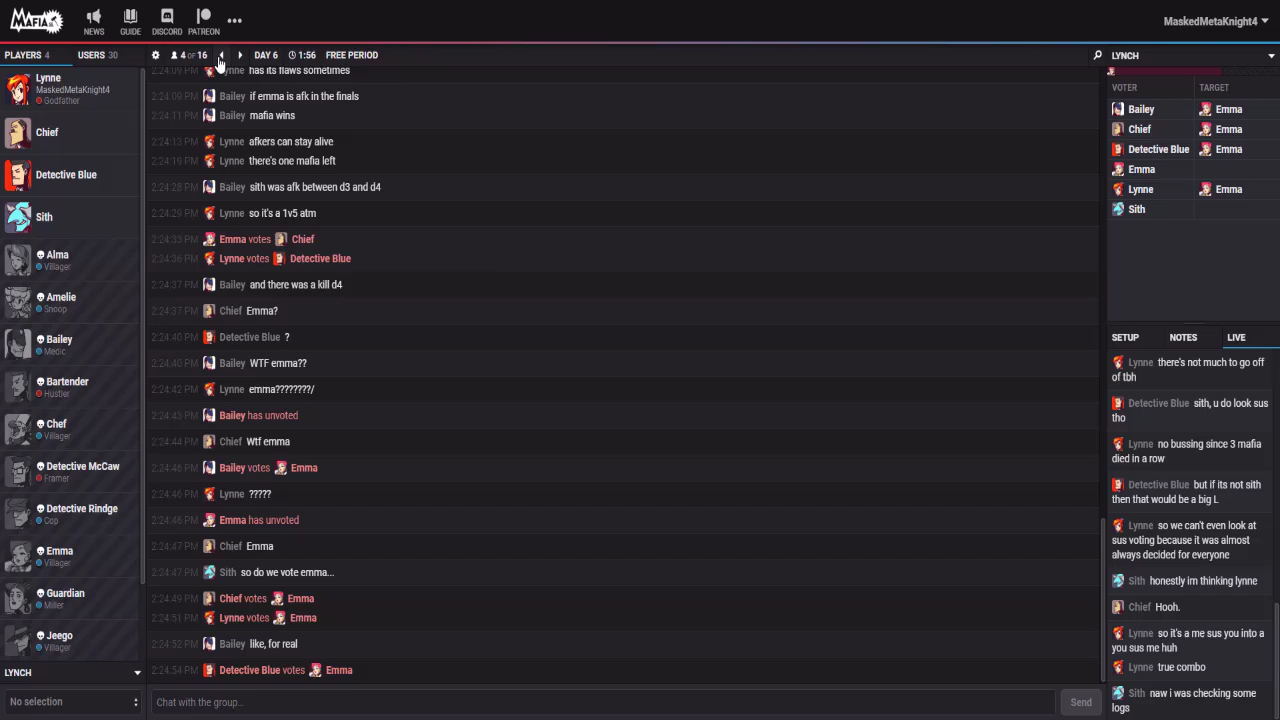 MAFIA
NEWS
GUIDE
DISCORD
PATREON
MaskedMetaKnight4
PLAYERS 4
USERS 30
4 OF 16
DAY 6
1:56
FREE PERIOD
LYNCH
Lynne
MaskedMetaKnight4
Godfather
Chief
Detective Blue
Sith
Alma
Villager
Amelie
Snoop
Bailey
Medic
Bartender
Hustler
Chef
Villager
Detective McCaw
Framer
Detective Rindge
Cop
Emma
Villager
Guardian
Miller
Jeego
Villager
LYNCH
No selection
2:24:09 PM Lynne has its flaws sometimes
2:24:09 PM Bailey if emma is afk in the finals
2:24:11 PM Bailey mafia wins
2:24:13 PM Lynne afkers can stay alive
2:24:19 PM Lynne there's one mafia left
2:24:28 PM Bailey sith was afk between d3 and d4
2:24:29 PM Lynne so it's a 1v5 atm
2:24:33 PM Emma votes Chief
2:24:36 PM Lynne votes Detective Blue
2:24:37 PM Bailey and there was a kill d4
2:24:37 PM Chief Emma?
2:24:40 PM Detective Blue ?
2:24:40 PM Bailey WTF emma??
2:24:42 PM Lynne emma????????/
2:24:43 PM Bailey has unvoted
2:24:44 PM Chief Wtf emma
2:24:46 PM Bailey votes Emma
2:24:46 PM Lynne ?????
2:24:46 PM Emma has unvoted
2:24:47 PM Chief Emma
2:24:47 PM Sith so do we vote emma...
2:24:49 PM Chief votes Emma
2:24:51 PM Lynne votes Emma
2:24:52 PM Bailey like, for real
2:24:54 PM Detective Blue votes Emma
Chat with the group...
Send
VOTER TARGET
Bailey Emma
Chief Emma
Detective Blue Emma
Emma
Lynne Emma
Sith
SETUP
NOTES
LIVE
Lynne there's not much to go off
of tbh
Detective Blue sith, u do look sus
tho
Lynne no bussing since 3 mafia
died in a row
Detective Blue but if its not sith
then that would be a big L
Lynne so we can't even look at
sus voting because it was almost
always decided for everyone
Sith honestly im thinking lynne
Chief Hooh.
Lynne so it's a me sus you into a
you sus me huh
Lynne true combo
Sith naw i was checking some
logs